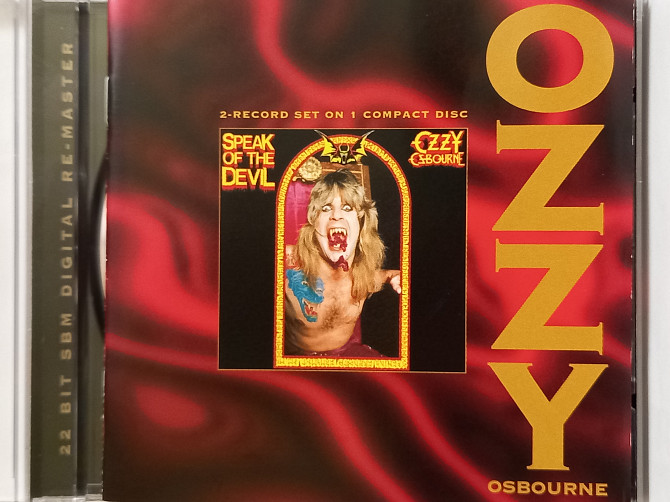 22 BIT SBM DIGITAL RE-MASTER
2-RECORD SET ON 1 COMPACT DISC
SPEAK
OF THE
DEVIL
OZZY
OSBOURNE
OZZY
OSBOURNE